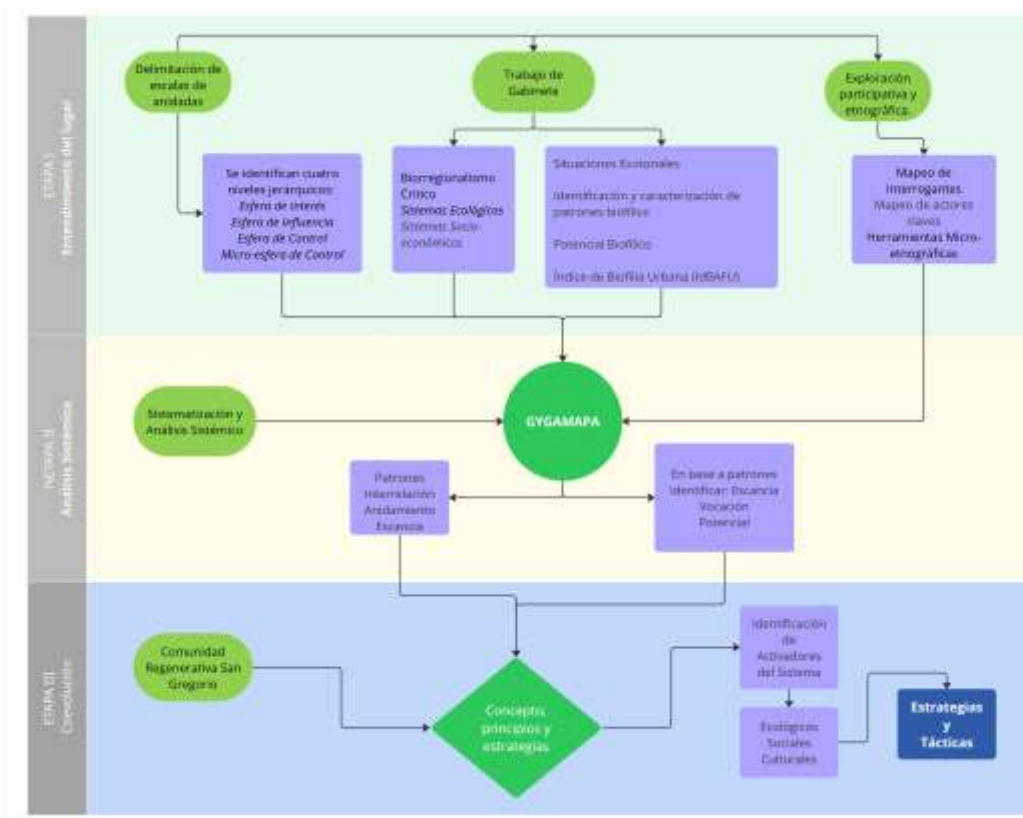 ETAPA I
Entendimiento del lugar
Delimitación de
escalas de
anidadas
Trabajo de
Gabinete
Exploración
participativa y
etnográfica.
Se identifican cuatro
niveles jerárquicos:
Esfera de Interés
Esfera de Influencia
Esfera de Control
Micro-esfera de Control
Biorregionalismo
Crítico
Sistemas Ecológicos
Sistemas Socio-
económicos
Situaciones Ecotonales
Identificación y caracterización de
patrones biofílico
Potencial Biofílico
Índice de Biofilia Urbana (IdBAFU)
Mapeo de
Interrogantes
Mapeo de actores
claves
Herramientas Micro-
etnográficas
Análisis Sistémico
Sistematización y
Análisis Sistémico
GYGAMAPA
Patrones
Interrelación
Anidamiento
Escancia
En base a patrones
Identificar: Escancia
Vocación
Potencial
ETAPA III
Comunidad
Regenerativa San
Gregorio
Concepto,
principios y
estrategias
Identificación
de
Activadores
del Sistema
Ecológicos
Sociales
Culturales
Estrategias
y
Tácticas